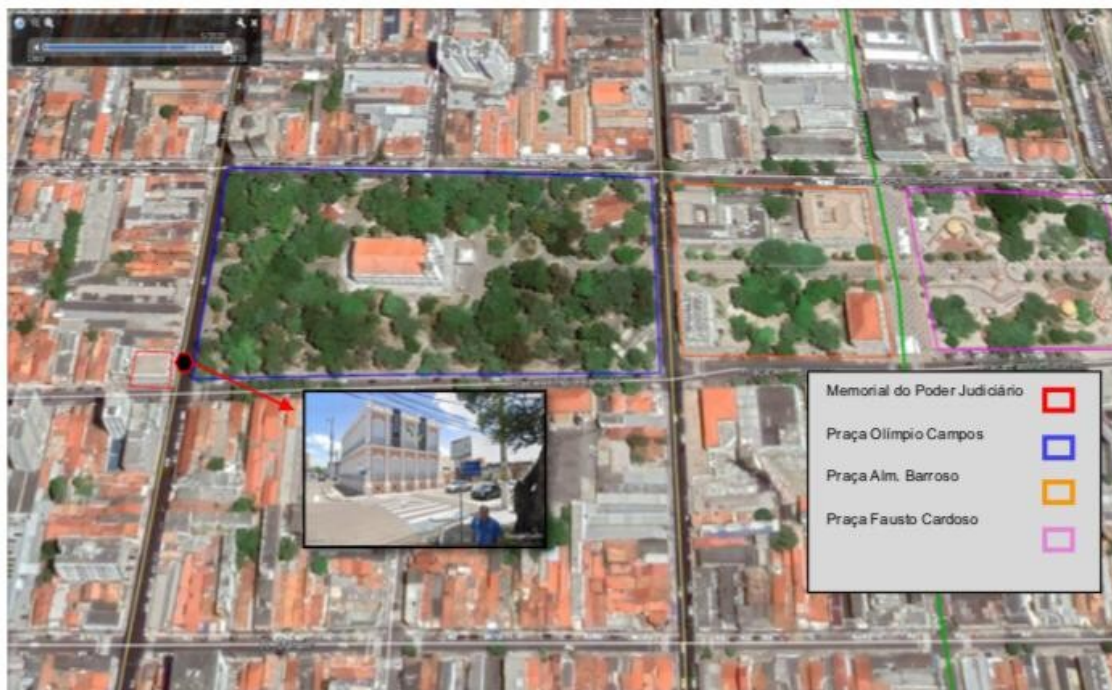 Memorial do Poder Judiciário
Praça Olímpio Campos
Praça Alm. Barroso
Praça Fausto Cardoso